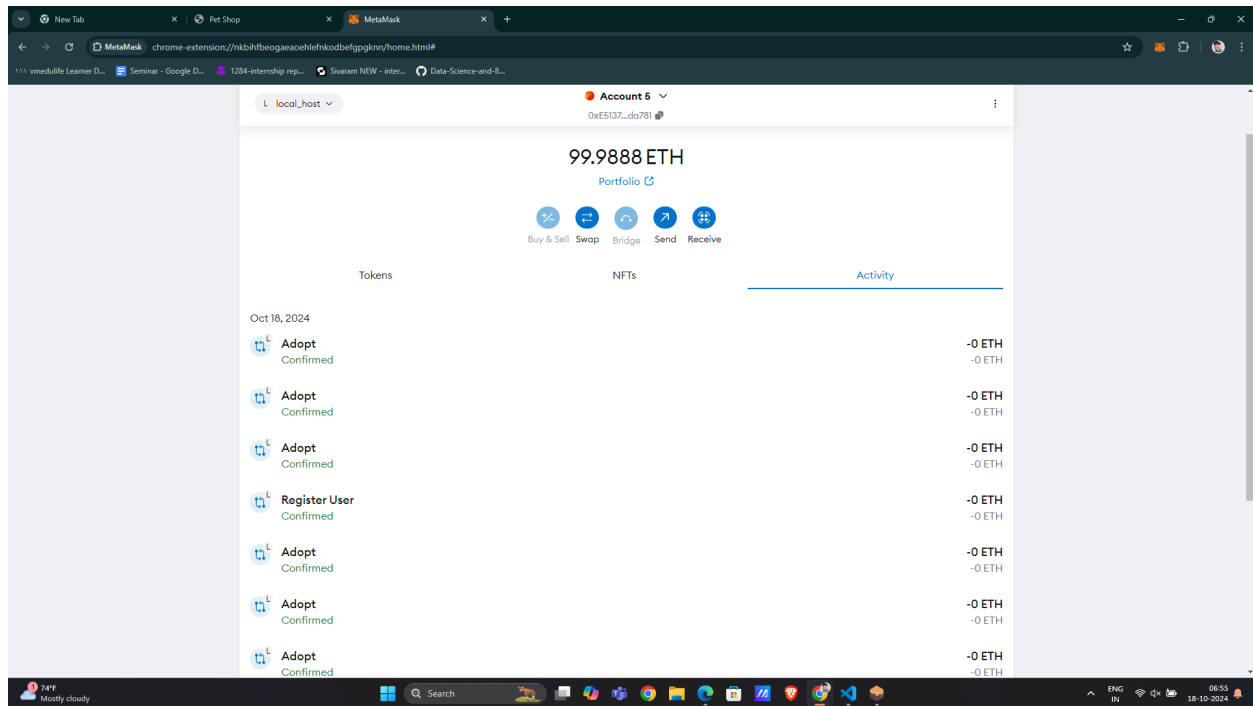 New Tab
Pet Shop
MetaMask
MetaMask chrome-extension://nkbihfbeogaeaoehlefnkodbefgpgknn/home.html#
vmedulife Learner D... Seminar - Google D... 1284-internship rep... Sivaram NEW - inter... Data-Science-and-B...
L local_host
Account 5
0xE5137...da781
99.9888 ETH
Portfolio
Buy & Sell Swap Bridge Send Receive
Tokens NFTs Activity
Oct 18, 2024
L Adopt -0 ETH
Confirmed -0 ETH
L Adopt -0 ETH
Confirmed -0 ETH
L Adopt -0 ETH
Confirmed -0 ETH
L Register User -0 ETH
Confirmed -0 ETH
L Adopt -0 ETH
Confirmed -0 ETH
L Adopt -0 ETH
Confirmed -0 ETH
L Adopt -0 ETH
Confirmed -0 ETH
1
74°F
Mostly cloudy
Search
ENG
IN
06:55
18-10-2024